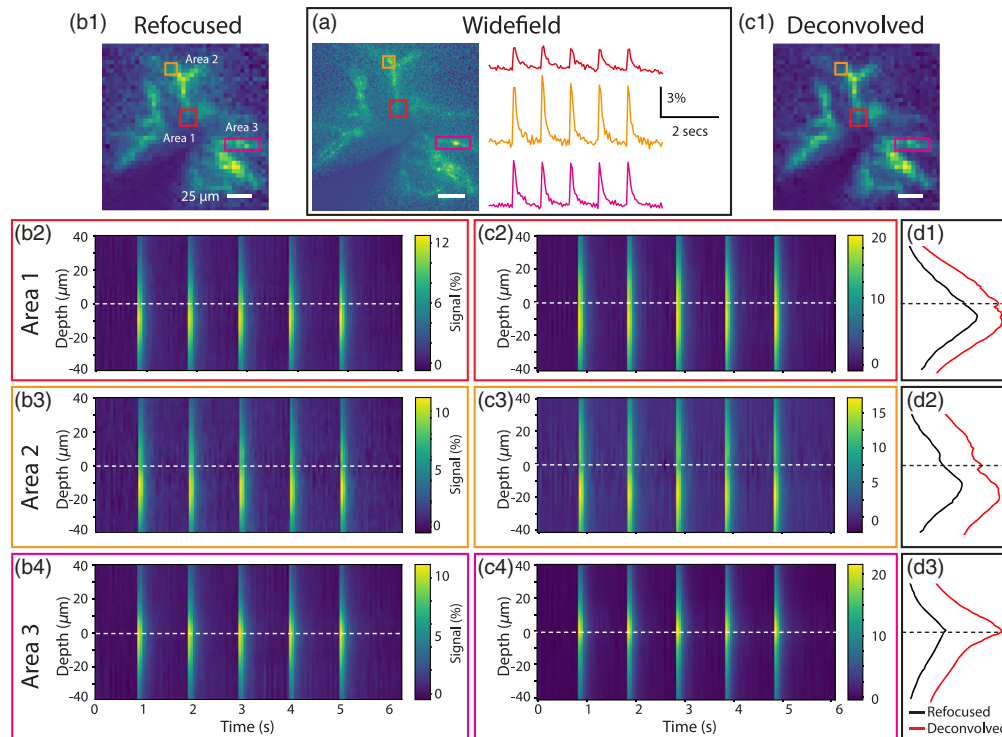 (b1) Refocused
(a) Widefield
(c1) Deconvolved
Area 2
Area 1
Area 3
25 μm
3%
2 secs
Area 1
(b2)
Depth (μm)
40
20
0
-20
-40
12
6
0
Signal (%)
(c2)
Depth (μm)
40
20
0
-20
-40
20
10
0
(d1)
Area 2
(b3)
Depth (μm)
40
20
0
-20
-40
10
5
0
Signal (%)
(c3)
Depth (μm)
40
20
0
-20
-40
15
10
5
0
(d2)
Area 3
(b4)
Depth (μm)
40
20
0
-20
-40
10
5
0
Signal (%)
0 1 2 3 4 5 6
Time (s)
(c4)
Depth (μm)
40
20
0
-20
-40
20
10
0
0 1 2 3 4 5 6
Time (s)
(d3)
Refocused
Deconvolved